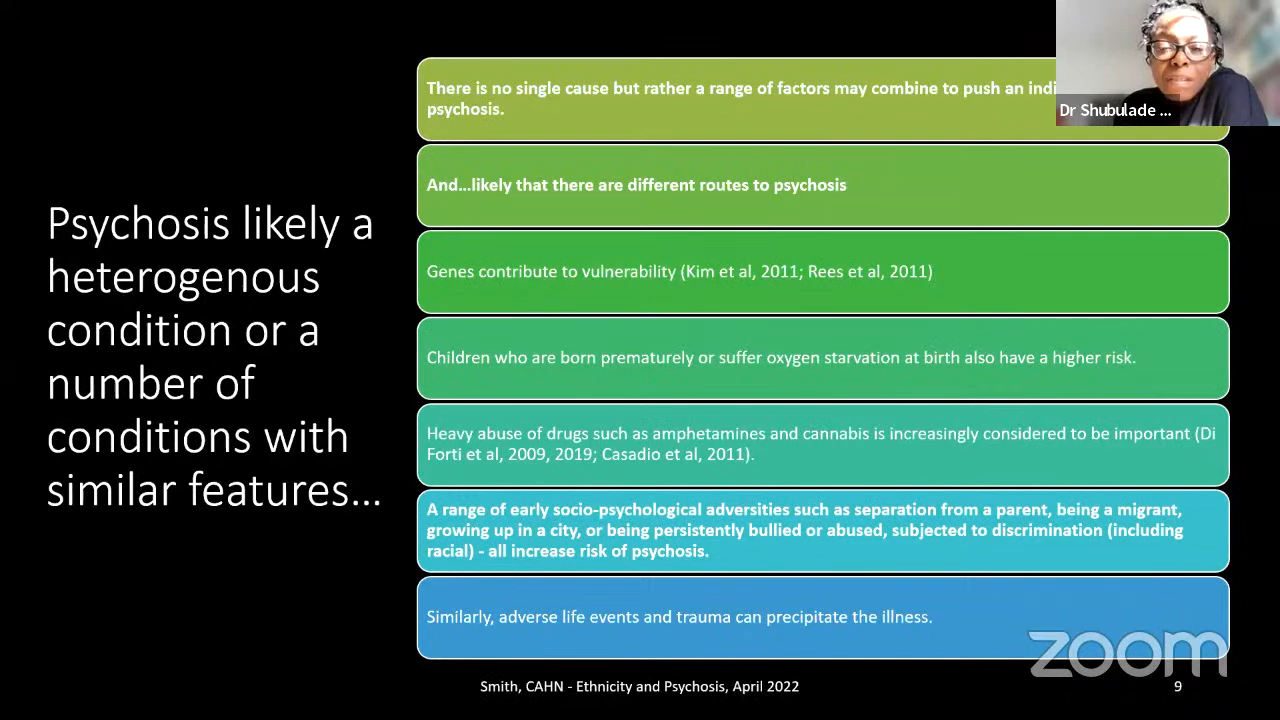 Psychosis likely a
heterogenous
condition or a
number of
conditions with
similar features...
There is no single cause but rather a range of factors may combine to push an
psychosis.
And...likely that there are different routes to psychosis
Genes contribute to vulnerability (Kim et al, 2011; Rees et al, 2011)
Children who are born prematurely or suffer oxygen starvation at birth also have a higher risk.
Heavy abuse of drugs such as amphetamines and cannabis is increasingly considered to be important (Di
Forti et al, 2009, 2019; Casadio et al, 2011).
A range of early socio-psychological adversities such as separation from a parent, being a migrant,
growing up in a city, or being persistently bullied or abused, subjected to discrimination (including
racial) - all increase risk of psychosis.
Similarly, adverse life events and trauma can precipitate the illness.
Smith, CAHN - Ethnicity and Psychosis, April 2022
9
Dr Shubulade ...
zoom